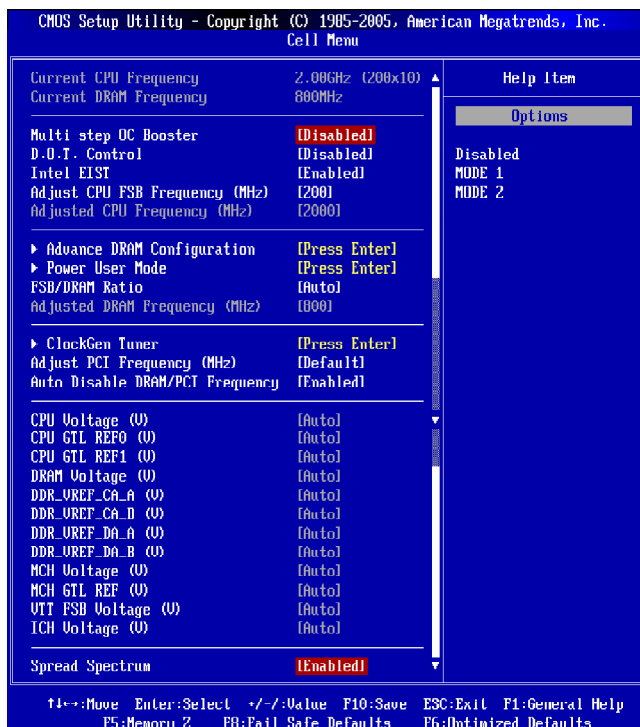 CMOS Setup Utility - Copyright (C) 1985-2005, American Megatrends, Inc.
Cell Menu
Current CPU Frequency 2.00GHz (200x10)
Current DRAM Frequency 800MHz
Help Item
Options
Multi step OC Booster [Disabled]
D.O.T. Control [Disabled]
Intel EIST [Enabled]
Adjust CPU FSB Frequency (MHz) [200]
Adjusted CPU Frequency (MHz) [2000]
Disabled
MODE 1
MODE 2
Advance DRAM Configuration [Press Enter]
Power User Mode [Press Enter]
FSB/DRAM Ratio [Auto]
Adjusted DRAM Frequency (MHz) [800]
ClockGen Tuner [Press Enter]
Adjust PCI Frequency (MHz) [Default]
Auto Disable DRAM/PCI Frequency [Enabled]
CPU Voltage (V) [Auto]
CPU GTL REF0 (V) [Auto]
CPU GTL REF1 (V) [Auto]
DRAM Voltage (V) [Auto]
DDR_VREF_CA_A (V) [Auto]
DDR_VREF_CA_B (V) [Auto]
DDR_VREF_DA_A (V) [Auto]
DDR_VREF_DA_B (V) [Auto]
MCH Voltage (V) [Auto]
MCH GTL REF (V) [Auto]
VTT FSB Voltage (V) [Auto]
ICH Voltage (V) [Auto]
Spread Spectrum [Enabled]
↑↓←→:Move Enter:Select +/-/:Value F10:Save ESC:Exit F1:General Help
F5:Memory Z F8:Fail Safe Defaults F6:Optimized Defaults